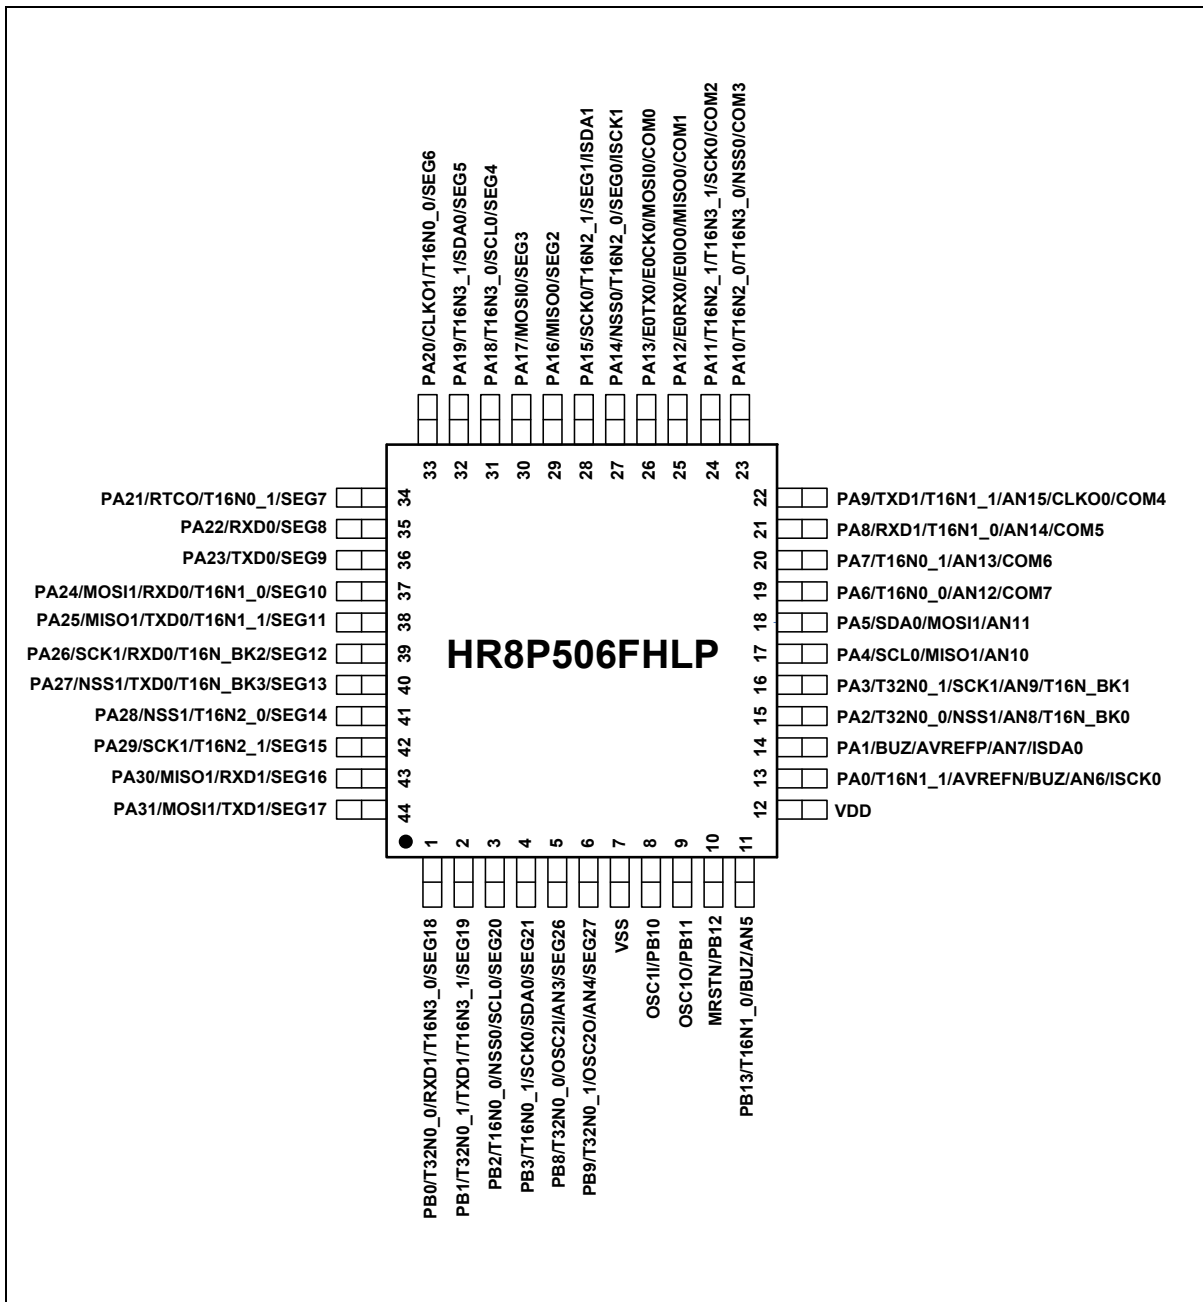 PA20/CLKO1/T16N0_0/SEG6
PA19/T16N3_1/SDA0/SEG5
PA18/T16N3_0/SCL0/SEG4
PA17/MOSI0/SEG3
PA16/MISO0/SEG2
PA15/SCK0/T16N2_1/SEG1/ISDA1
PA14/NSS0/T16N2_0/SEG0/ISCK1
PA13/E0TX0/E0CK0/MOSI0/COM0
PA12/E0RX0/E0IO0/MISO0/COM1
PA11/T16N2_1/T16N3_1/SCK0/COM2
PA10/T16N2_0/T16N3_0/NSS0/COM3
33
32
31
30
29
28
27
26
25
24
23
PA21/RTCO/T16N0_1/SEG7
34
PA22/RXD0/SEG8
35
PA23/TXD0/SEG9
36
PA24/MOSI1/RXD0/T16N1_0/SEG10
37
PA25/MISO1/TXD0/T16N1_1/SEG11
38
PA26/SCK1/RXD0/T16N_BK2/SEG12
39
PA27/NSS1/TXD0/T16N_BK3/SEG13
40
PA28/NSS1/T16N2_0/SEG14
41
PA29/SCK1/T16N2_1/SEG15
42
PA30/MISO1/RXD1/SEG16
43
PA31/MOSI1/TXD1/SEG17
44
HR8P506FHLP
22
PA9/TXD1/T16N1_1/AN15/CLKO0/COM4
21
PA8/RXD1/T16N1_0/AN14/COM5
20
PA7/T16N0_1/AN13/COM6
19
PA6/T16N0_0/AN12/COM7
18
PA5/SDA0/MOSI1/AN11
17
PA4/SCL0/MISO1/AN10
16
PA3/T32N0_1/SCK1/AN9/T16N_BK1
15
PA2/T32N0_0/NSS1/AN8/T16N_BK0
14
PA1/BUZ/AVREFP/AN7/ISDA0
13
PA0/T16N1_1/AVREFN/BUZ/AN6/ISCK0
12
VDD
1
2
3
4
5
6
7
8
9
10
11
PB0/T32N0_0/RXD1/T16N3_0/SEG18
PB1/T32N0_1/TXD1/T16N3_1/SEG19
PB2/T16N0_0/NSS0/SCL0/SEG20
PB3/T16N0_1/SCK0/SDA0/SEG21
PB8/T32N0_0/OSC2I/AN3/SEG26
PB9/T32N0_1/OSC2O/AN4/SEG27
VSS
OSC1I/PB10
OSC1O/PB11
MRSTN/PB12
PB13/T16N1_0/BUZ/AN5